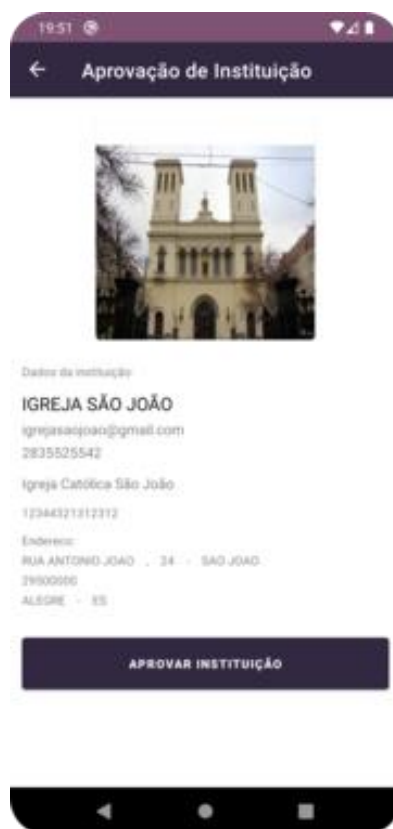 19:51
Aprovação de Instituição
Dados da instituição
IGREJA SÃO JOÃO
igrejasaojoao@gmail.com
2835525542
Igreja Católica São João
12344321312312
Endereco:
RUA ANTONIO JOAO , 24 - SAO JOAO
29500000
ALEGRE - ES
APROVAR INSTITUIÇÃO